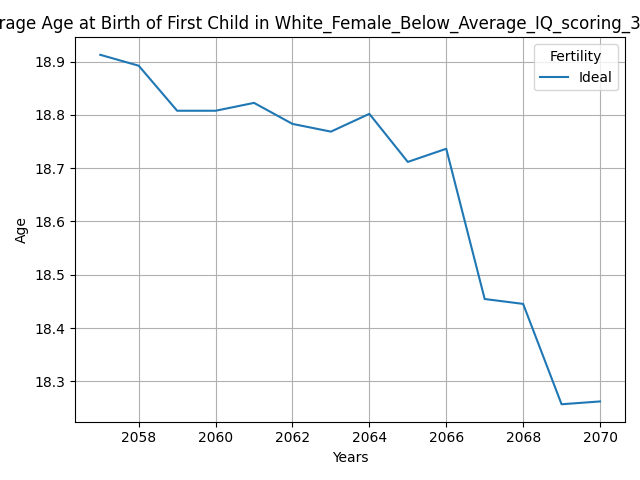 rage Age at Birth of First Child in White_Female_Below_Average_IQ_scoring_3
Fertility
Ideal
Age
18.9
18.8
18.7
18.6
18.5
18.4
18.3
2058 2060 2062 2064 2066 2068 2070
Years